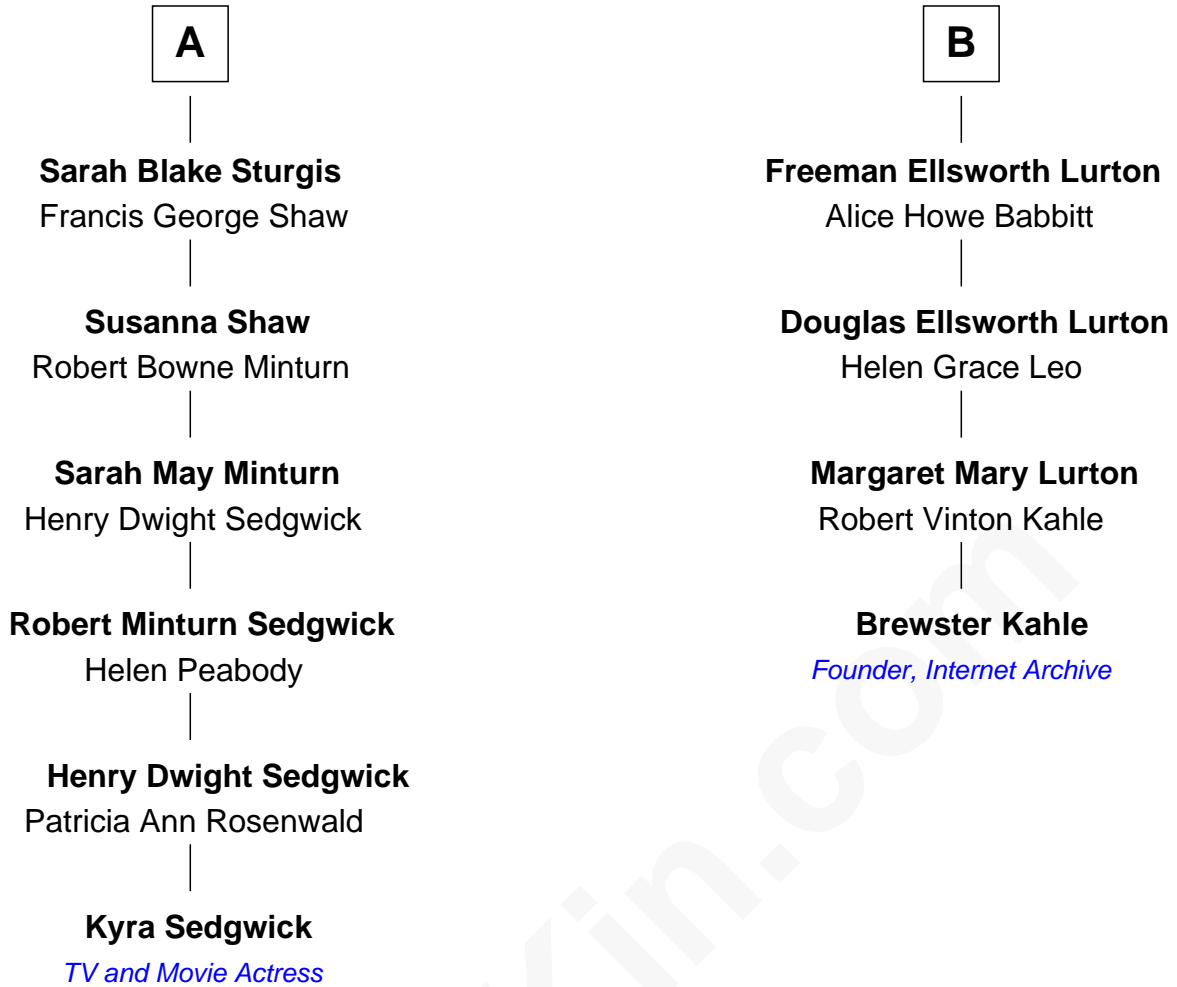 A
Sarah Blake Sturgis
Francis George Shaw
Susanna Shaw
Robert Bowne Minturn
Sarah May Minturn
Henry Dwight Sedgwick
Robert Minturn Sedgwick
Helen Peabody
Henry Dwight Sedgwick
Patricia Ann Rosenwald
Kyra Sedgwick
TV and Movie Actress
B
Freeman Ellsworth Lurton
Alice Howe Babbitt
Douglas Ellsworth Lurton
Helen Grace Leo
Margaret Mary Lurton
Robert Vinton Kahle
Brewster Kahle
Founder, Internet Archive
Kin.com